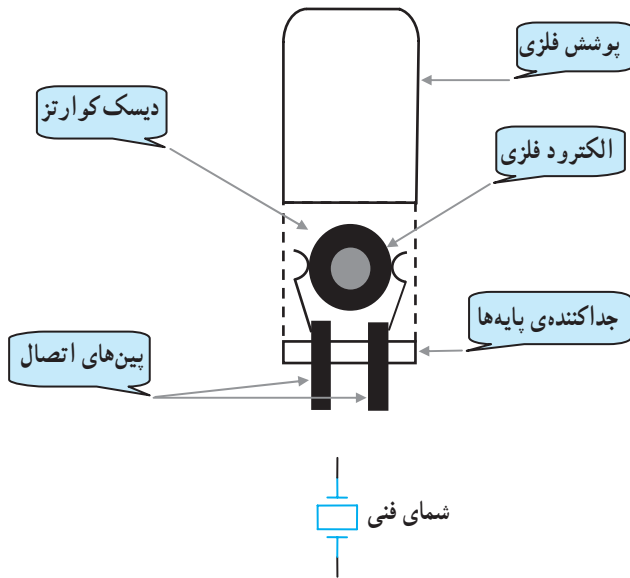 پوشش فلزی
دیسک کوارتز
الکترود فلزی
جداکننده‌ی پایه‌ها
پین‌های اتصال
شمای فنی